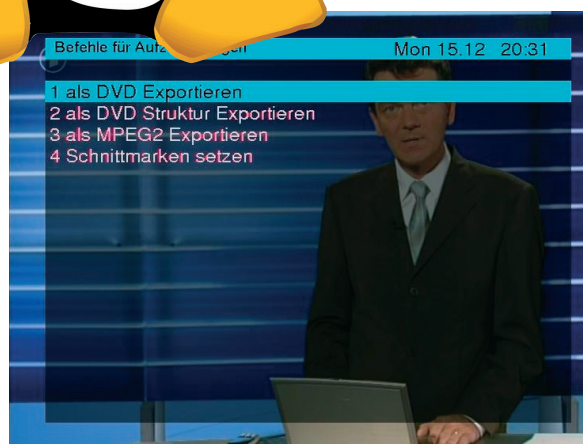 Befehle für
Mon 15.12 20:31
1 als DVD Exportieren
2 als DVD Struktur Exportieren
3 als MPEG2 Exportieren
4 Schnittmarken setzen